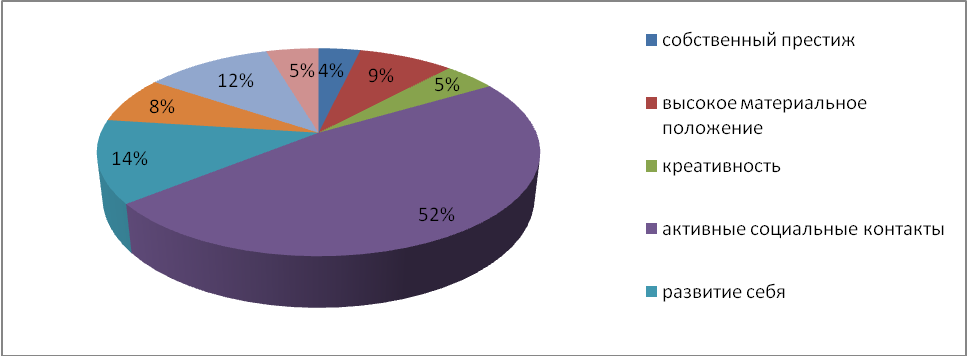 5%
4%
9%
5%
12%
8%
14%
52%
собственный престиж
высокое материальное
положение
креативность
активные социальные контакты
развитие себя